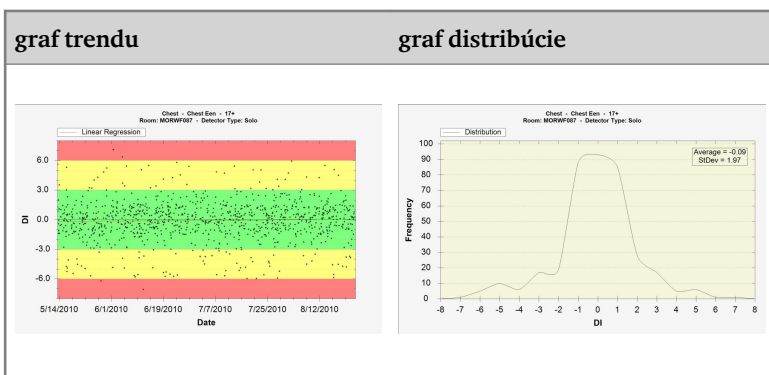 graf trendu
graf distribúcie
Chest - Chest Een - 17+
Room: MORWF087 - Detector Type: Solo
Linear Regression
6.0
3.0
0.0
-3.0
-6.0
DI
5/14/2010 6/1/2010 6/19/2010 7/7/2010 7/25/2010 8/12/2010
Date
Chest - Chest Een - 17+
Room: MORWF087 - Detector Type: Solo
Distribution
Average = -0.09
StDev = 1.97
100
90
80
70
60
50
40
30
20
10
0
Frequency
-8 -7 -6 -5 -4 -3 -2 -1 0 1 2 3 4 5 6 7 8
DI